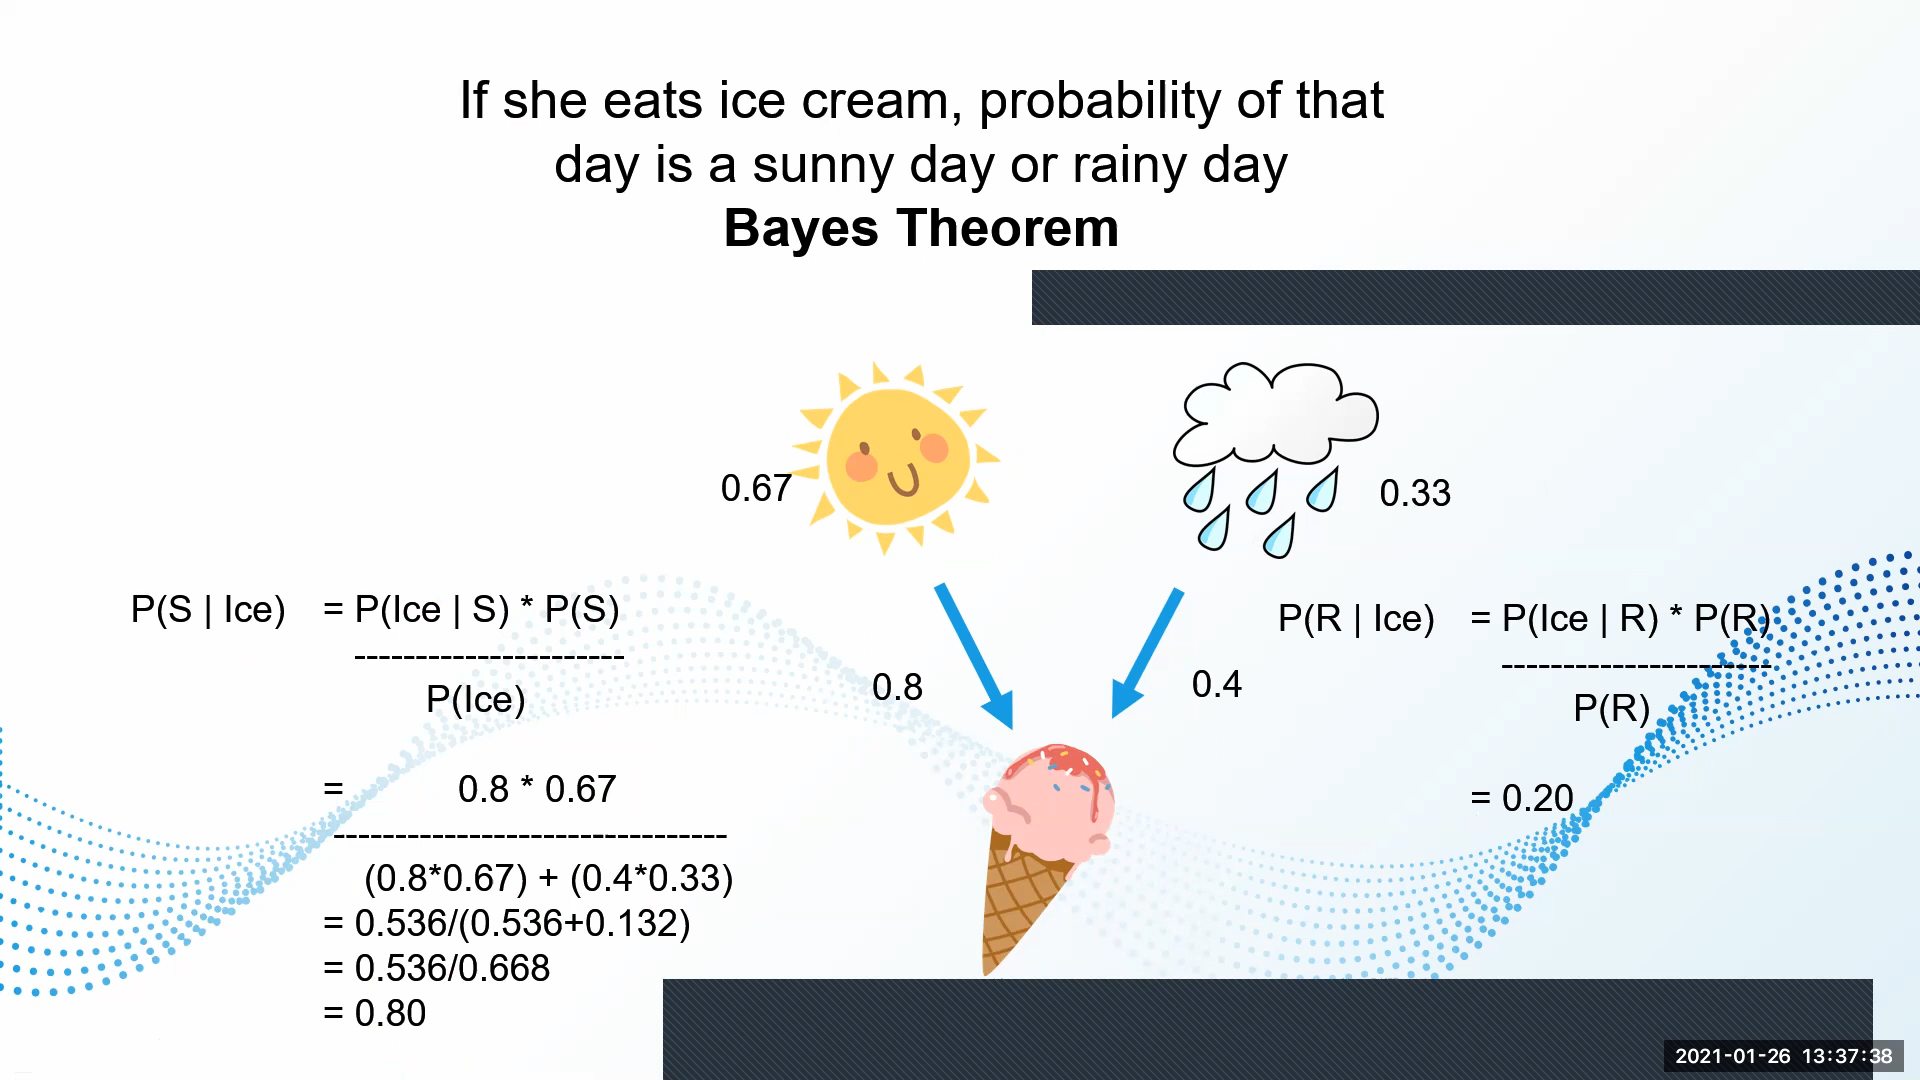 If she eats ice cream, probability of that
day is a sunny day or rainy day
Bayes Theorem
0.67
0.33
P(S | Ice) = P(Ice | S) * P(S)
----------------------
P(Ice)
= 0.8 * 0.67
--------------------------------
(0.8*0.67) + (0.4*0.33)
= 0.536/(0.536+0.132)
= 0.536/0.668
= 0.80
0.8
0.4
P(R | Ice) = P(Ice | R) * P(R)
----------------------
P(R)
= 0.20
2021-01-26 13:37:38